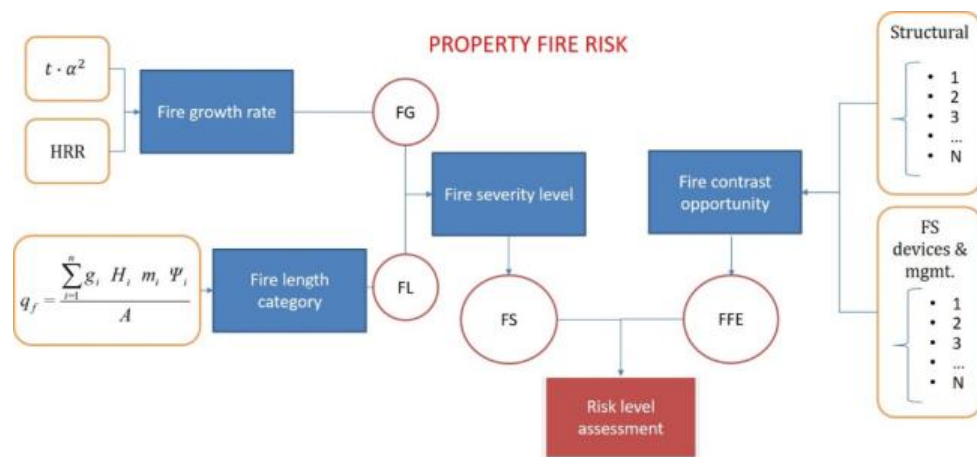 PROPERTY FIRE RISK
t · α²
HRR
Fire growth rate
FG
q_f = \frac{\sum_{i=1}^{n} g_i H_i m_i Ψ_i}{A}
Fire length
category
FL
Fire severity level
FS
Fire contrast
opportunity
FFE
Risk level
assessment
Structural
• 1
• 2
• 3
• ...
• N
FS
devices &
mgmt.
• 1
• 2
• 3
• ...
• N